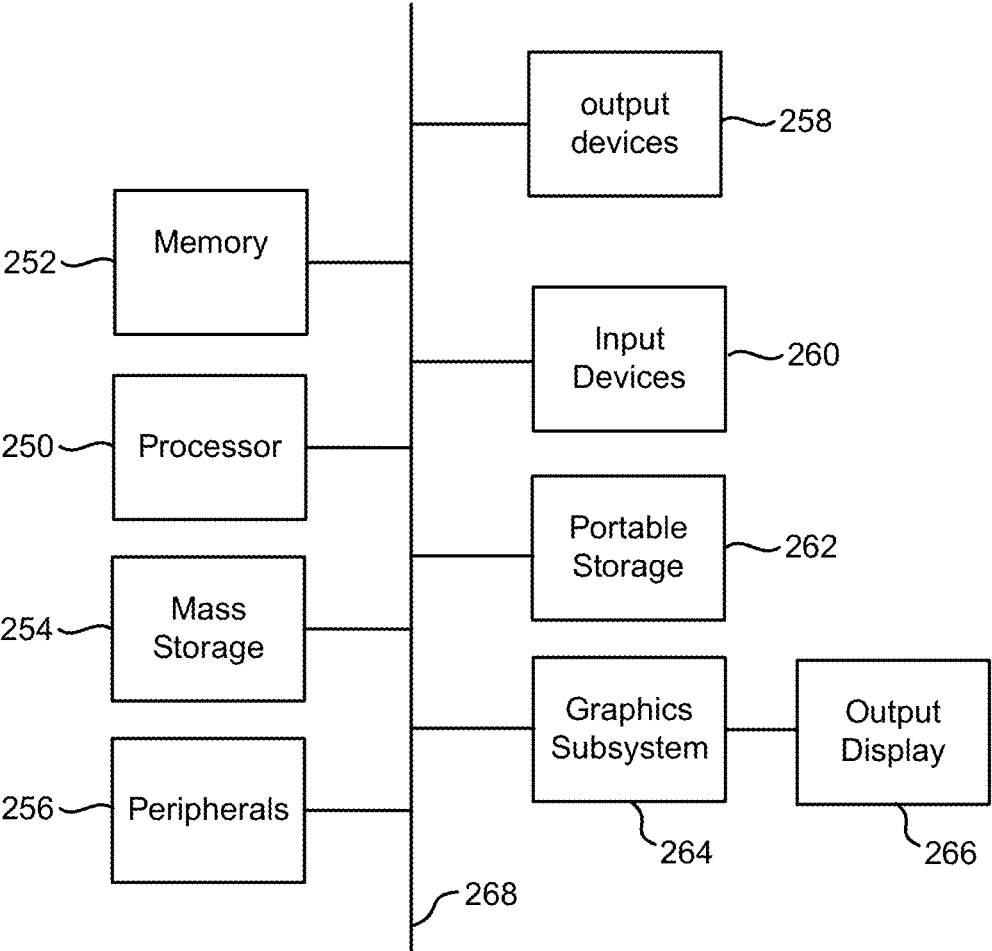 output
devices
258
Memory
252
Input
Devices
260
Processor
250
Portable
Storage
262
Mass
Storage
254
Graphics
Subsystem
264
Output
Display
266
Peripherals
256
268